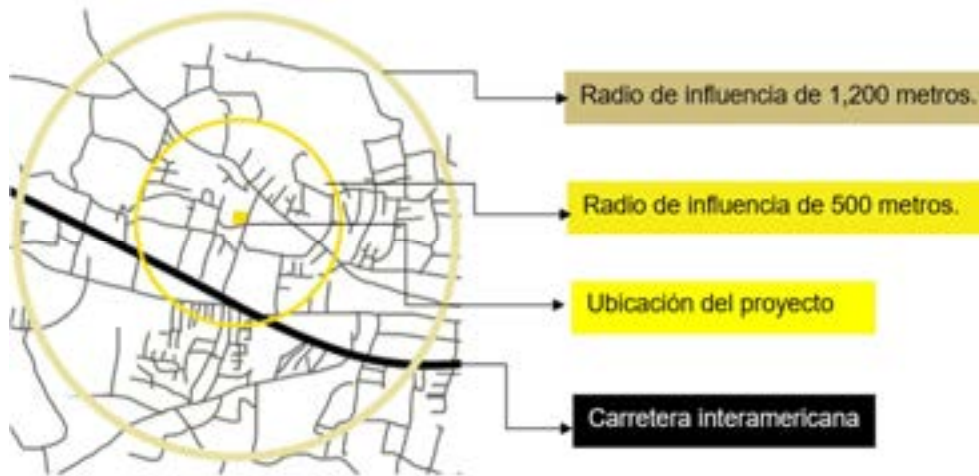 Radio de influencia de 1,200 metros.
Radio de influencia de 500 metros.
Ubicación del proyecto
Carretera interamericana